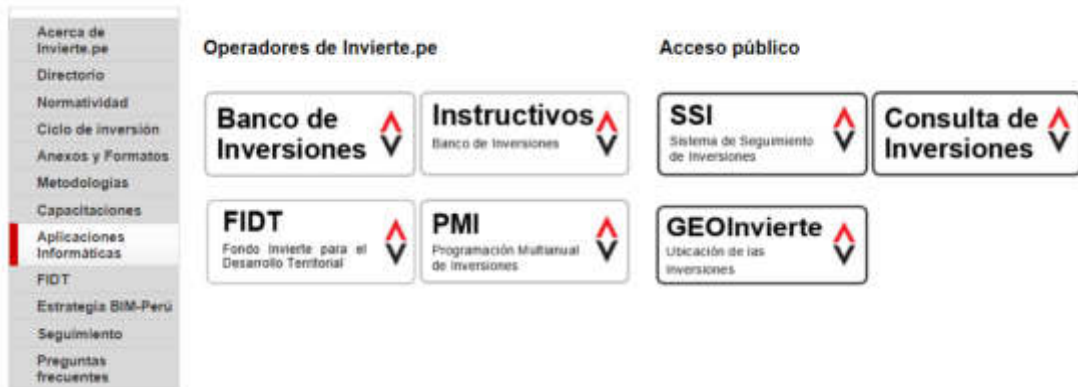 Acerca de
Invierte.pe
Directorio
Normatividad
Ciclo de inversión
Anexos y Formatos
Metodologías
Capacitaciones
Aplicaciones
Informáticas
FIDT
Estrategia BIM-Perú
Seguimiento
Preguntas
frecuentes
Operadores de Invierte.pe
Banco de
Inversiones
Instructivos
Banco de Inversiones
FIDT
Fondo Invierte para el
Desarrollo Territorial
PMI
Programación Multianual
de Inversiones
Acceso público
SSI
Sistema de Seguimiento
de Inversiones
Consulta de
Inversiones
GEOInvierte
Ubicación de las
Inversiones